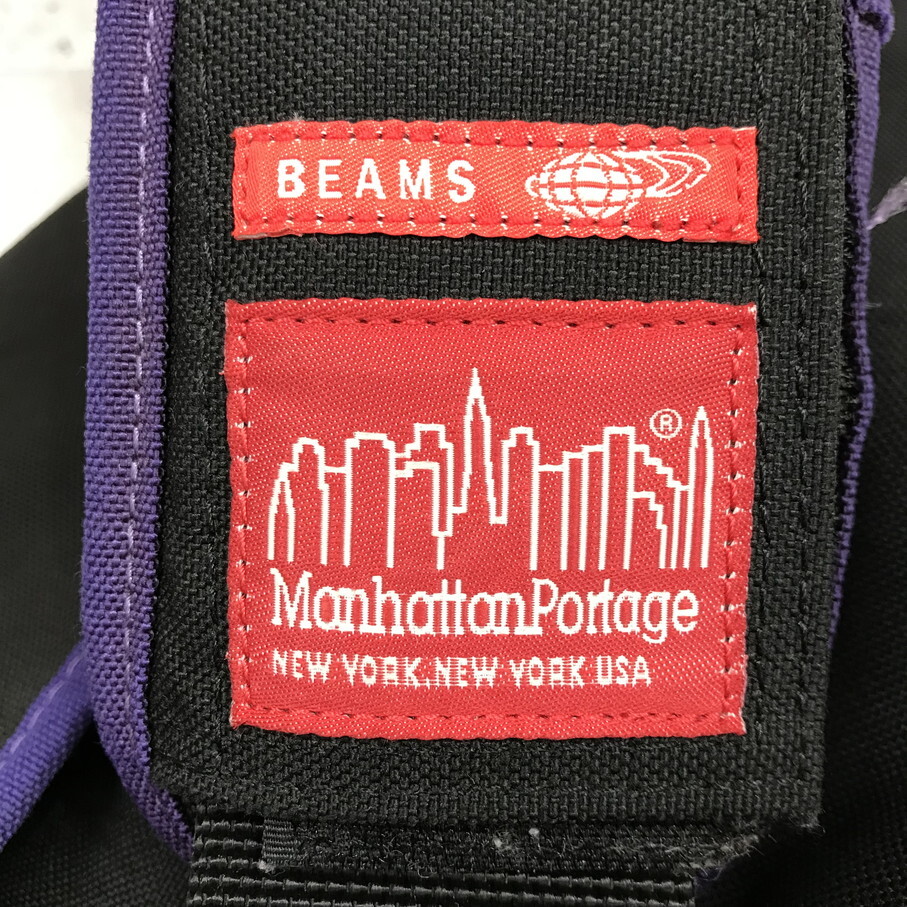 BEAMS
®
ManhattanPortage
NEW YORK, NEW YORK USA